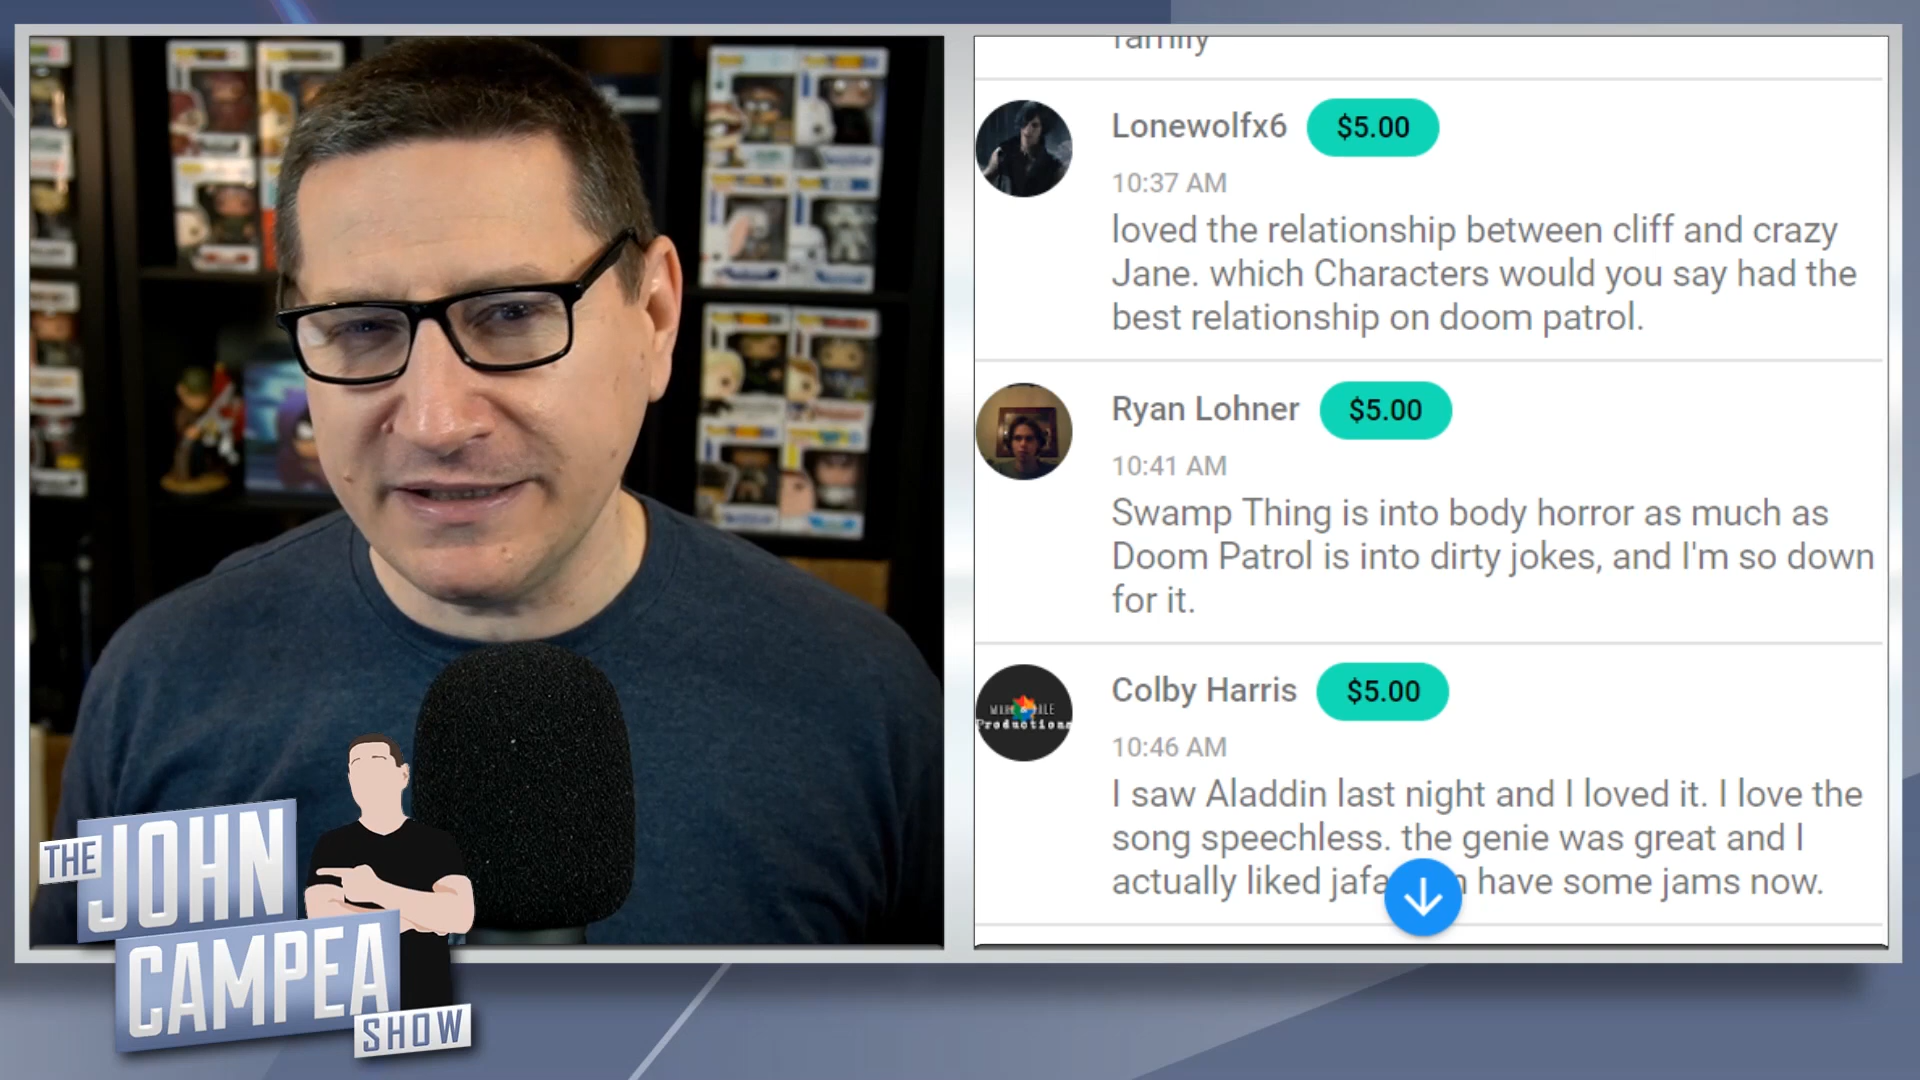 family
Lonewolfx6 $5.00
10:37 AM
loved the relationship between cliff and crazy
Jane. which Characters would you say had the
best relationship on doom patrol.
Ryan Lohner $5.00
10:41 AM
Swamp Thing is into body horror as much as
Doom Patrol is into dirty jokes, and I'm so down
for it.
Colby Harris $5.00
Productions
10:46 AM
I saw Aladdin last night and I loved it. I love the
song speechless. the genie was great and I
actually liked have some jams now.
THE
JOHN
CAMPEA
SHOW